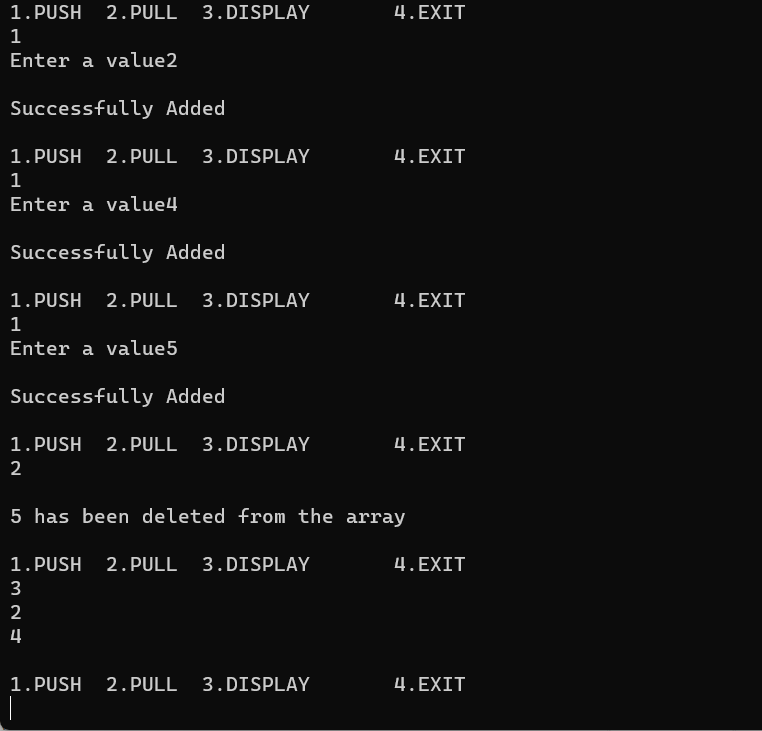 1.PUSH  2.PULL  3.DISPLAY       4.EXIT
1
Enter a value2
Successfully Added
1.PUSH  2.PULL  3.DISPLAY       4.EXIT
1
Enter a value4
Successfully Added
1.PUSH  2.PULL  3.DISPLAY       4.EXIT
1
Enter a value5
Successfully Added
1.PUSH  2.PULL  3.DISPLAY       4.EXIT
2
5 has been deleted from the array
1.PUSH  2.PULL  3.DISPLAY       4.EXIT
3
2
4
1.PUSH  2.PULL  3.DISPLAY       4.EXIT